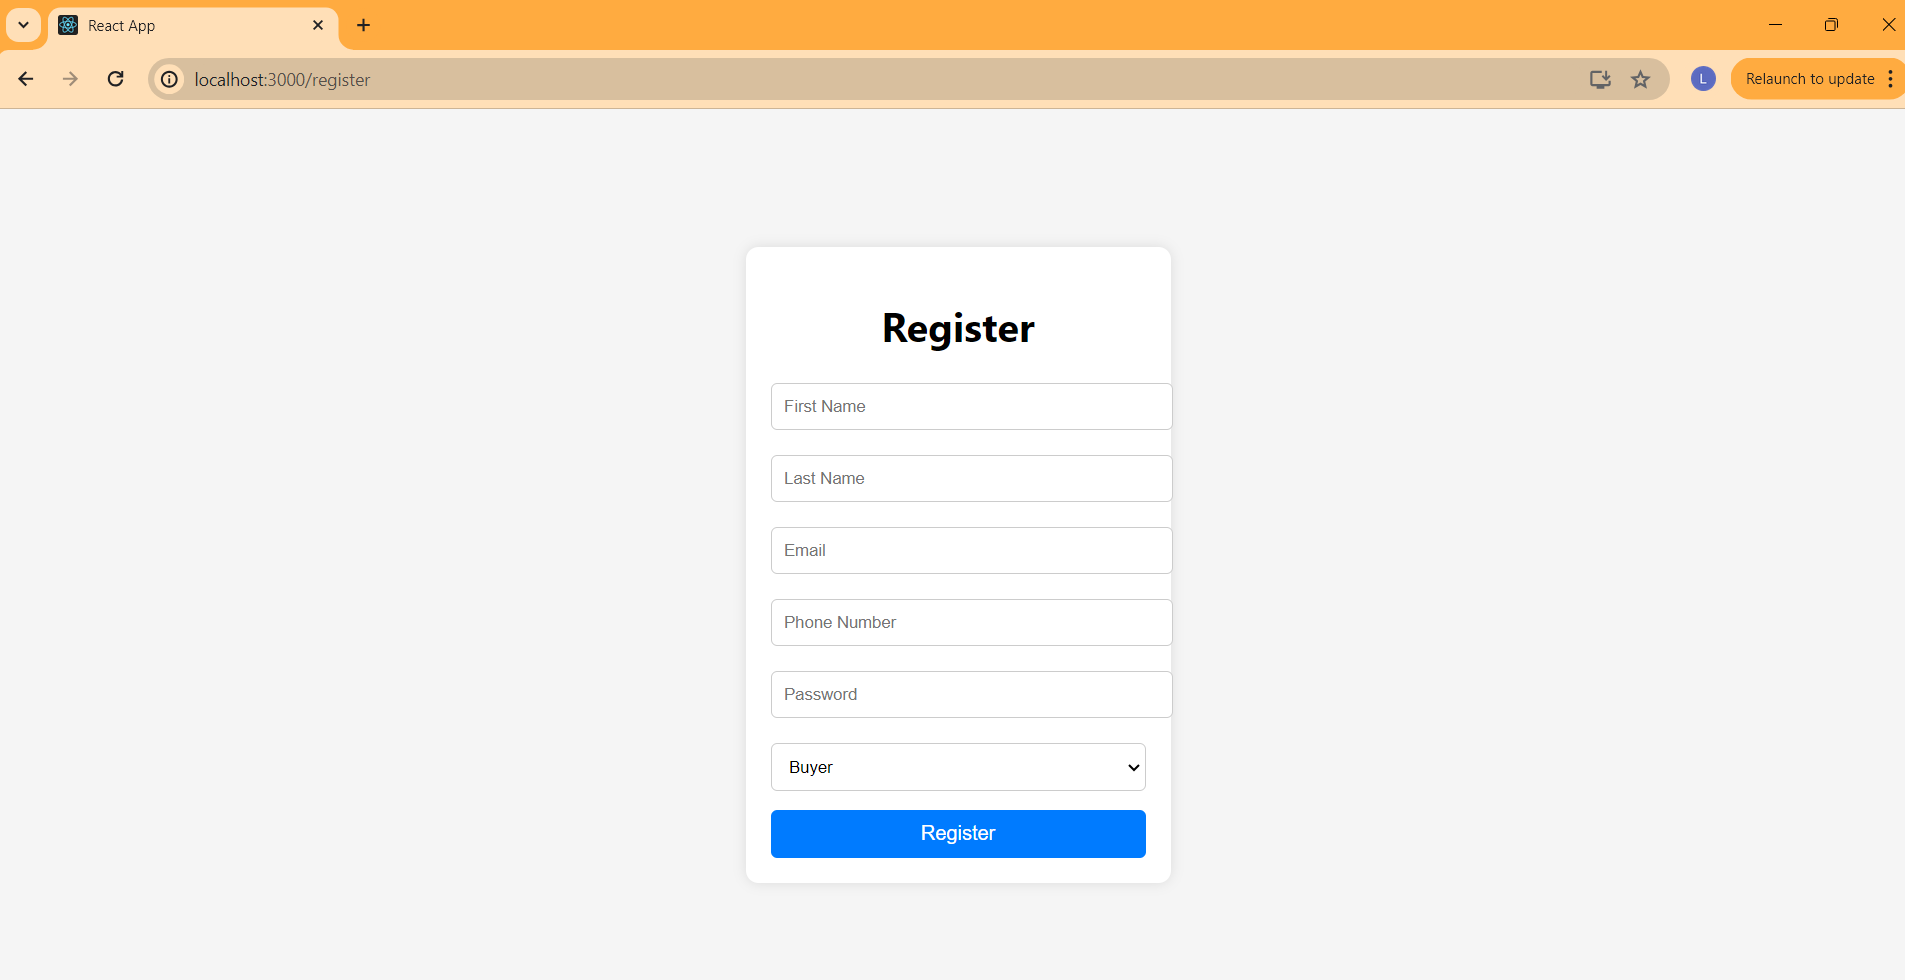 React App
localhost:3000/register
L
Relaunch to update
Register
First Name
Last Name
Email
Phone Number
Password
Buyer
Register